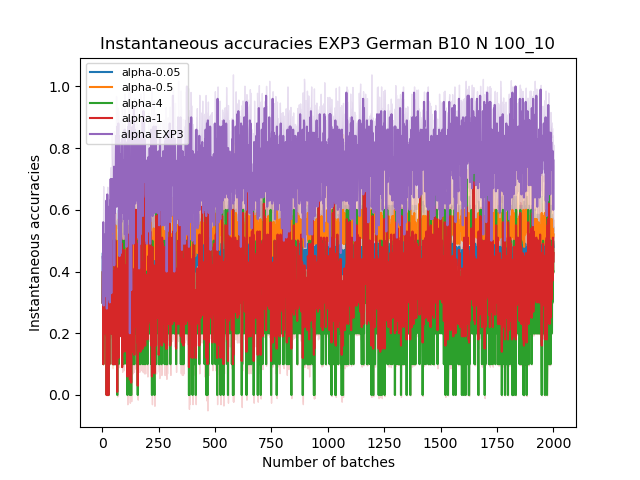 Instantaneous accuracies EXP3 German B10 N 100_10
alpha-0.05
alpha-0.5
alpha-4
alpha-1
alpha EXP3
1.0
0.8
0.6
0.4
0.2
0.0
Instantaneous accuracies
0 250 500 750 1000 1250 1500 1750 2000
Number of batches